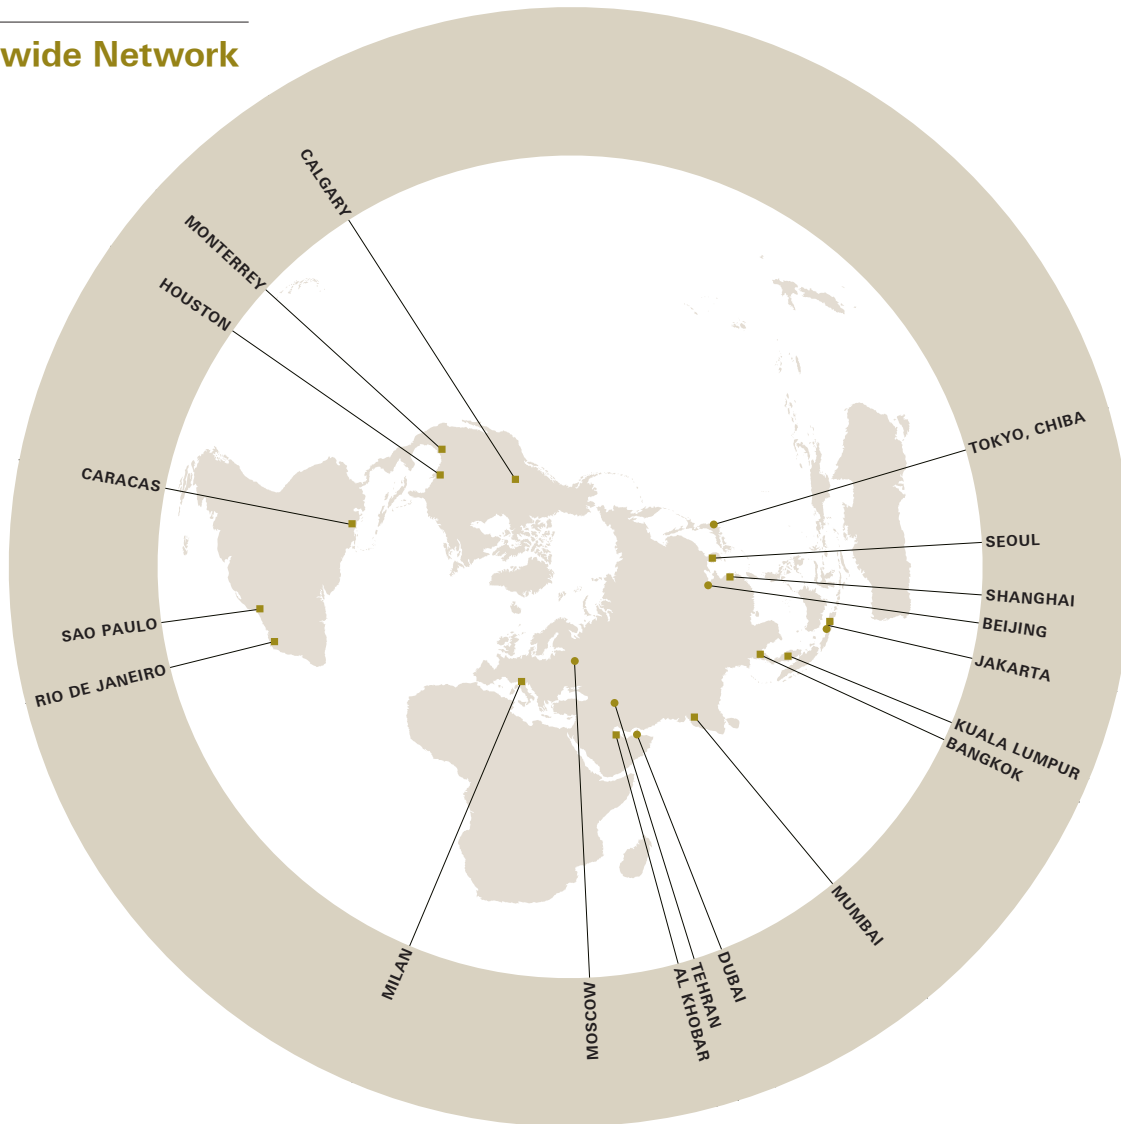 wide Network
CALGARY
MONTERREY
HOUSTON
CARACAS
SAO PAULO
RIO DE JANEIRO
TOKYO, CHIBA
SEOUL
SHANGHAI
BEIJING
JAKARTA
KUALA LUMPUR
BANGKOK
MUMBAI
DUBAI
TEHRAN
AL KHOBAR
MOSCOW
MILAN